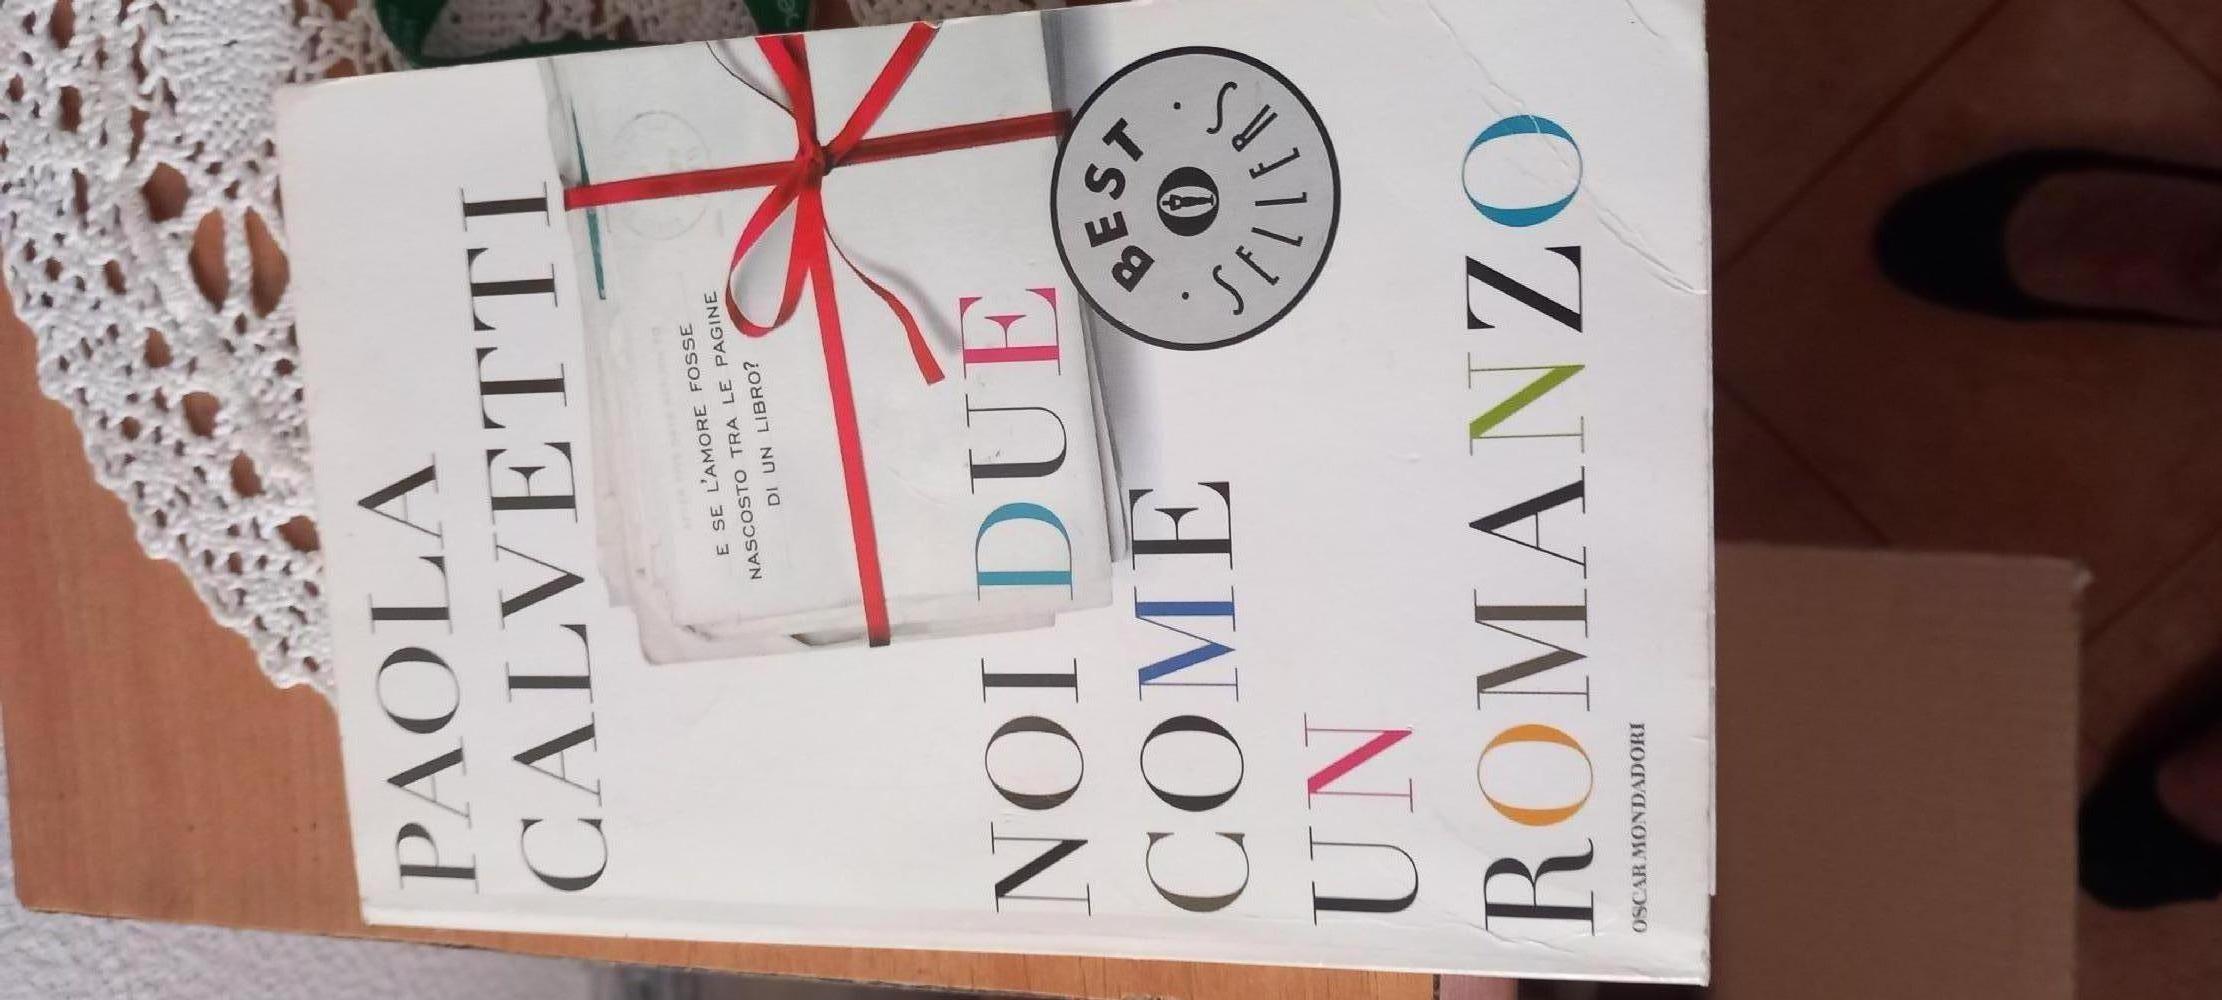 PAOLA
CALVETTI
E SE L'AMORE FOSSE
NASCOSTO TRA LE PAGINE
DI UN LIBRO?
NOI DUE
COME
UN
ROMANZO
BEST
SELLERS
OSCAR MONDADORI